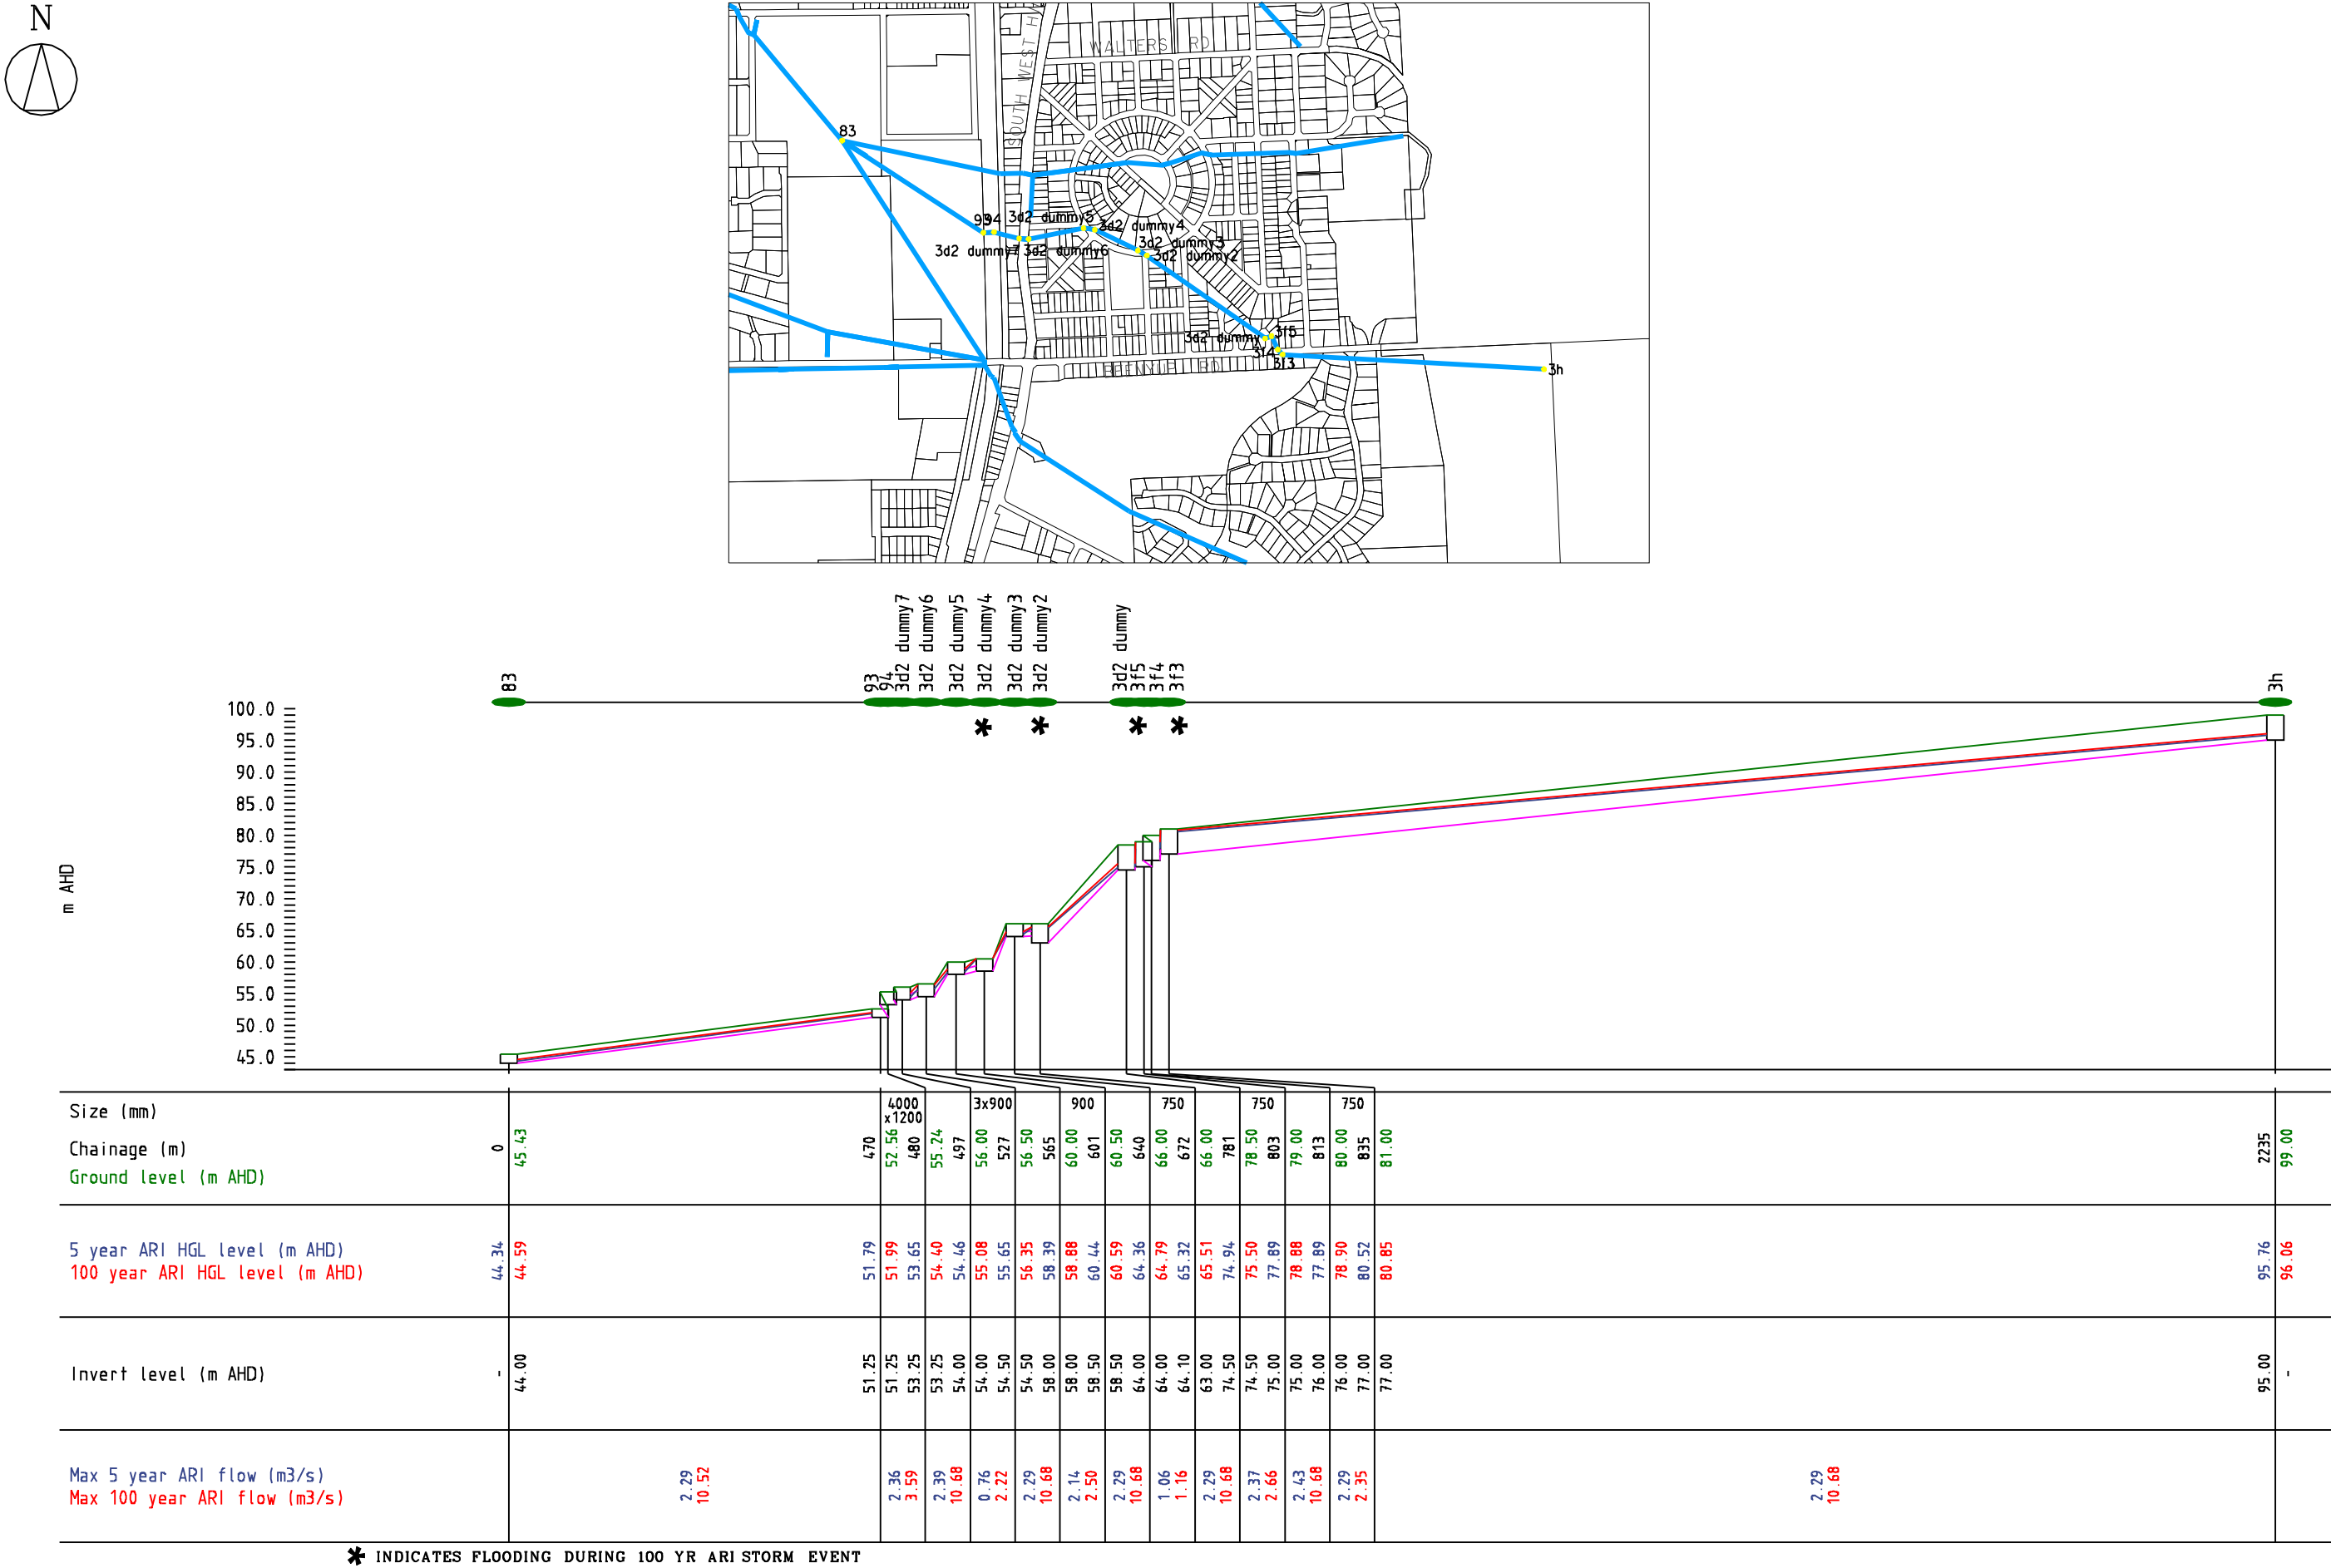 N
WALTERS RD
SOUTH WEST H
83
3d2 dummy5
94
3d2 dummy4
3d2 dummy7
3d2 dummy6
3d2 dummy3
3d2 dummy2
3d2 dummy
3f5
3f4
3f3
BEENYUP RD
3h
83
93
94
3d2 dummy7
3d2 dummy6
3d2 dummy5
3d2 dummy4
3d2 dummy3
3d2 dummy2
3d2 dummy
3f5
3f4
3f3
3h
* * * *
m AHD
100.0
95.0
90.0
85.0
80.0
75.0
70.0
65.0
60.0
55.0
50.0
45.0
Size (mm)
4000 x1200 3x900 900 750 750 750
Chainage (m)
0 470 480 497 527 565 601 640 672 781 803 813 835 2235
Ground level (m AHD)
45.43 52.56 55.24 56.00 56.50 60.00 60.50 66.00 66.00 78.50 79.00 80.00 81.00 99.00
5 year ARI HGL level (m AHD)
44.34 51.79 53.65 54.46 55.65 58.39 60.44 64.36 65.32 74.94 77.89 77.89 80.52 95.76
100 year ARI HGL level (m AHD)
44.59 51.99 54.40 55.08 56.35 58.88 60.59 64.79 65.51 75.50 78.88 78.90 80.85 96.06
Invert level (m AHD)
- 44.00 51.25 51.25 53.25 53.25 54.00 54.00 54.50 54.50 58.00 58.00 58.50 58.50 64.00 64.00 64.10 63.00 74.50 74.50 75.00 75.00 76.00 76.00 77.00 77.00 95.00 -
Max 5 year ARI flow (m3/s)
2.29 2.36 2.39 0.76 2.29 2.14 2.29 1.06 2.29 2.37 2.43 2.29 2.29
Max 100 year ARI flow (m3/s)
10.52 3.59 10.68 2.22 10.68 2.50 10.68 1.16 10.68 2.66 10.68 2.35 10.68
* INDICATES FLOODING DURING 100 YR ARI STORM EVENT